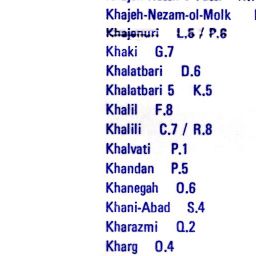 Khajeh-Nezam-ol-Molk
Khajenuri L.5 / P.6
Khaki G.7
Khalatbari D.6
Khalatbari 5 K.5
Khalil F.8
Khalili C.7 / R.8
Khalvati P.1
Khandan P.5
Khanegah O.6
Khani-Abad S.4
Kharazmi Q.2
Kharg O.4